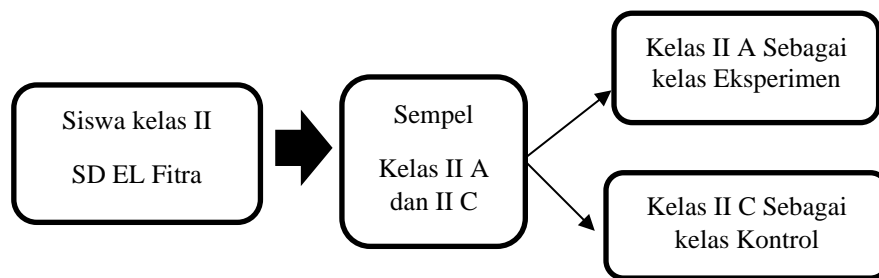 Siswa kelas II
SD EL Fitra
Sempel
Kelas II A
dan II C
Kelas II A Sebagai
kelas Eksperimen
Kelas II C Sebagai
kelas Kontrol